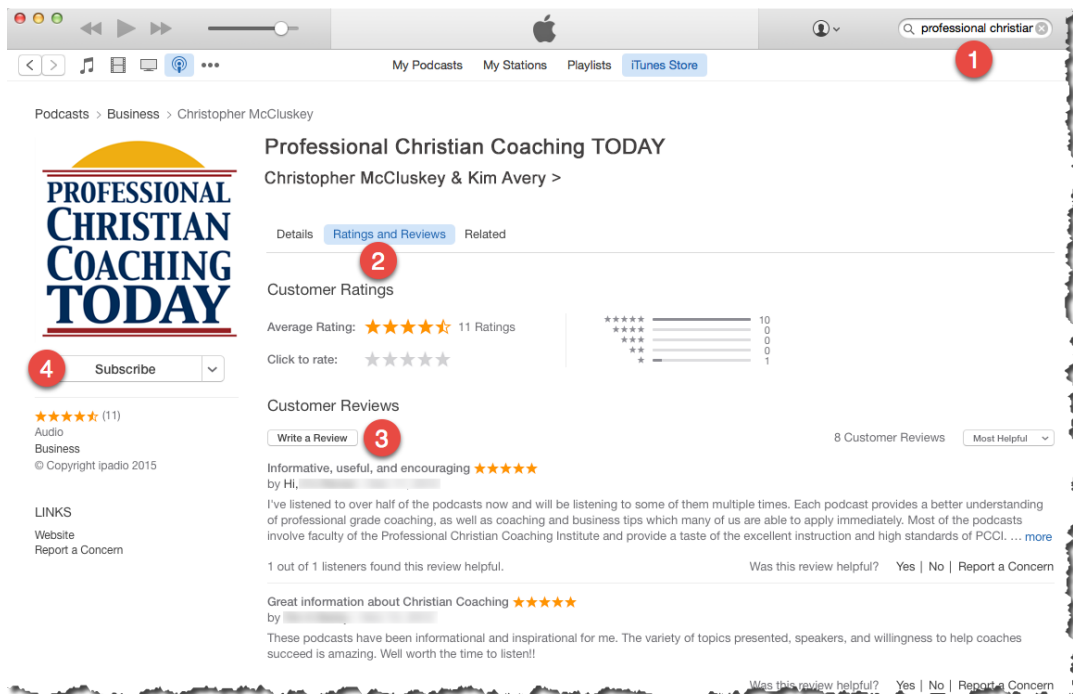 professional christiar
1
My Podcasts My Stations Playlists iTunes Store
Podcasts > Business > Christopher McCluskey
PROFESSIONAL
CHRISTIAN
COACHING
TODAY
Professional Christian Coaching TODAY
Christopher McCluskey & Kim Avery >
Details Ratings and Reviews Related
2
Customer Ratings
Average Rating: 11 Ratings
10
0
0
0
1
Click to rate:
4 Subscribe
(11)
Audio
Business
© Copyright ipadio 2015
LINKS
Website
Report a Concern
Customer Reviews
Write a Review 3 8 Customer Reviews Most Helpful
Informative, useful, and encouraging
by Hi,
I've listened to over half of the podcasts now and will be listening to some of them multiple times. Each podcast provides a better understanding
of professional grade coaching, as well as coaching and business tips which many of us are able to apply immediately. Most of the podcasts
involve faculty of the Professional Christian Coaching Institute and provide a taste of the excellent instruction and high standards of PCCI. ... more
1 out of 1 listeners found this review helpful. Was this review helpful? Yes | No | Report a Concern
Great information about Christian Coaching
by
These podcasts have been informational and inspirational for me. The variety of topics presented, speakers, and willingness to help coaches
succeed is amazing. Well worth the time to listen!!
Was this review helpful? Yes | No | Report a Concern